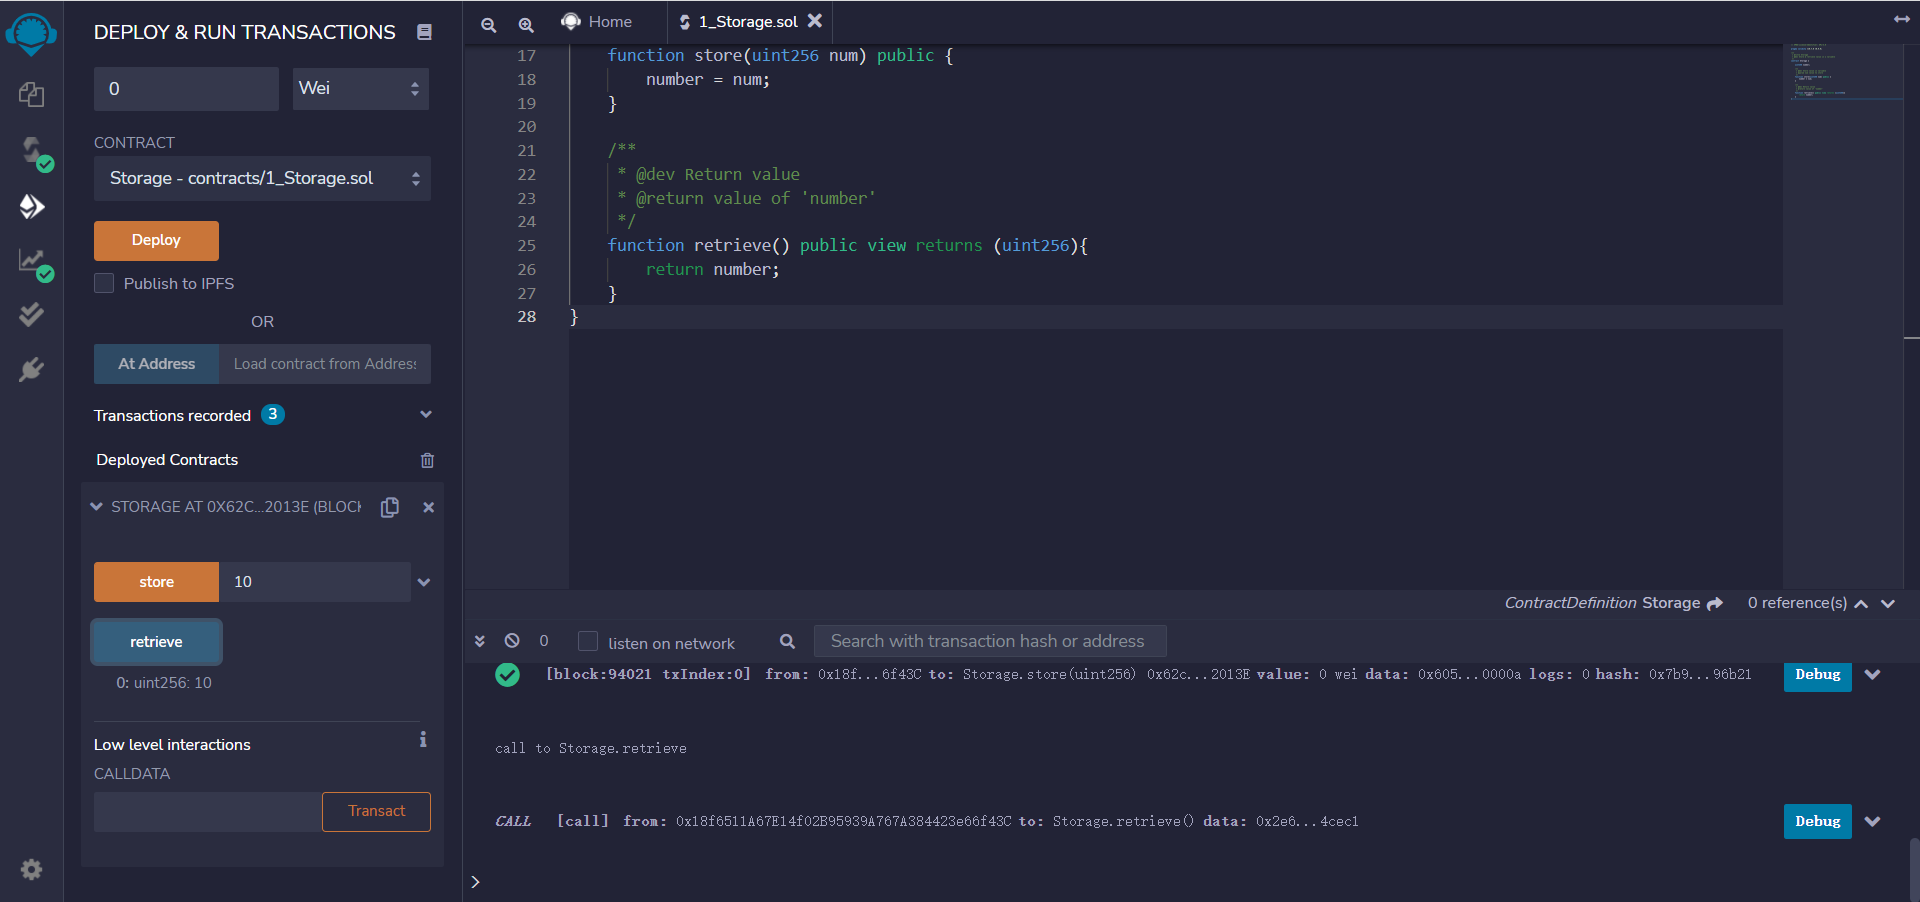 DEPLOY & RUN TRANSACTIONS
0
Wei
CONTRACT
Storage - contracts/1_Storage.sol
Deploy
Publish to IPFS
OR
At Address
Load contract from Address
Transactions recorded 3
Deployed Contracts
STORAGE AT 0X62C...2013E (BLOCK
store
10
retrieve
0: uint256: 10
Low level interactions
i
CALLDATA
Transact
Home
1_Storage.sol
17 function store(uint256 num) public {
18 number = num;
19 }
20
21 /**
22 * @dev Return value
23 * @return value of 'number'
24 */
25 function retrieve() public view returns (uint256){
26 return number;
27 }
28 }
ContractDefinition Storage 0 reference(s)
0
listen on network
Search with transaction hash or address
[block:94021 txIndex:0] from: 0x18f...6f43C to: Storage.store(uint256) 0x62c...2013E value: 0 wei data: 0x605...0000a logs: 0 hash: 0x7b9...96b21
Debug
call to Storage.retrieve
CALL [call] from: 0x18f6511A67E14f02B95939A767A384423e66f43C to: Storage.retrieve() data: 0x2e6...4cec1
Debug
>